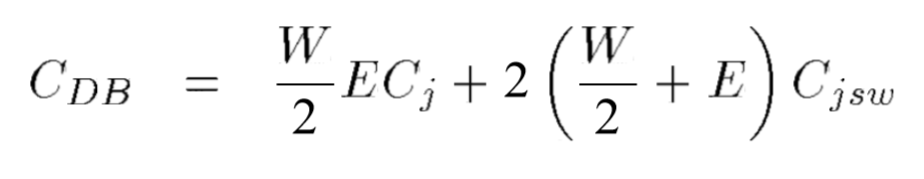 C_{DB} = \frac{W}{2} E C_j + 2 \left( \frac{W}{2} + E \right) C_{jsw}